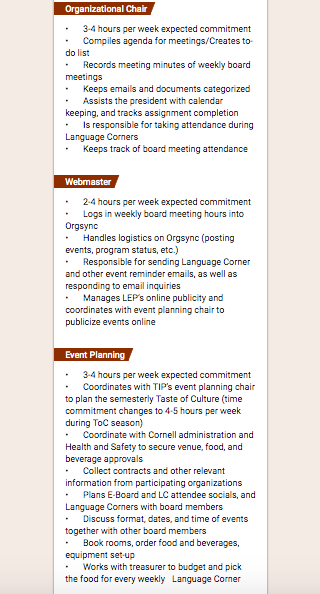 Organizational Chair
• 3-4 hours per week expected commitment
• Compiles agenda for meetings/Creates to-
do list
• Records meeting minutes of weekly board
meetings
• Keeps emails and documents categorized
• Assists the president with calendar
keeping, and tracks assignment completion
• Is responsible for taking attendance during
Language Corners
• Keeps track of board meeting attendance
Webmaster
• 2-4 hours per week expected commitment
• Logs in weekly board meeting hours into
Orgsync
• Handles logistics on Orgsync (posting
events, program status, etc.)
• Responsible for sending Language Corner
and other event reminder emails, as well as
responding to email inquiries
• Manages LEP's online publicity and
coordinates with event planning chair to
publicize events online
Event Planning
• 3-4 hours per week expected commitment
• Coordinates with TIP's event planning chair
to plan the semesterly Taste of Culture (time
commitment changes to 4-5 hours per week
during ToC season)
• Coordinate with Cornell administration and
Health and Safety to secure venue, food, and
beverage approvals
• Collect contracts and other relevant
information from participating organizations
• Plans E-Board and LC attendee socials, and
Language Corners with board members
• Discuss format, dates, and time of events
together with other board members
• Book rooms, order food and beverages,
equipment set-up
• Works with treasurer to budget and pick
the food for every weekly Language Corner